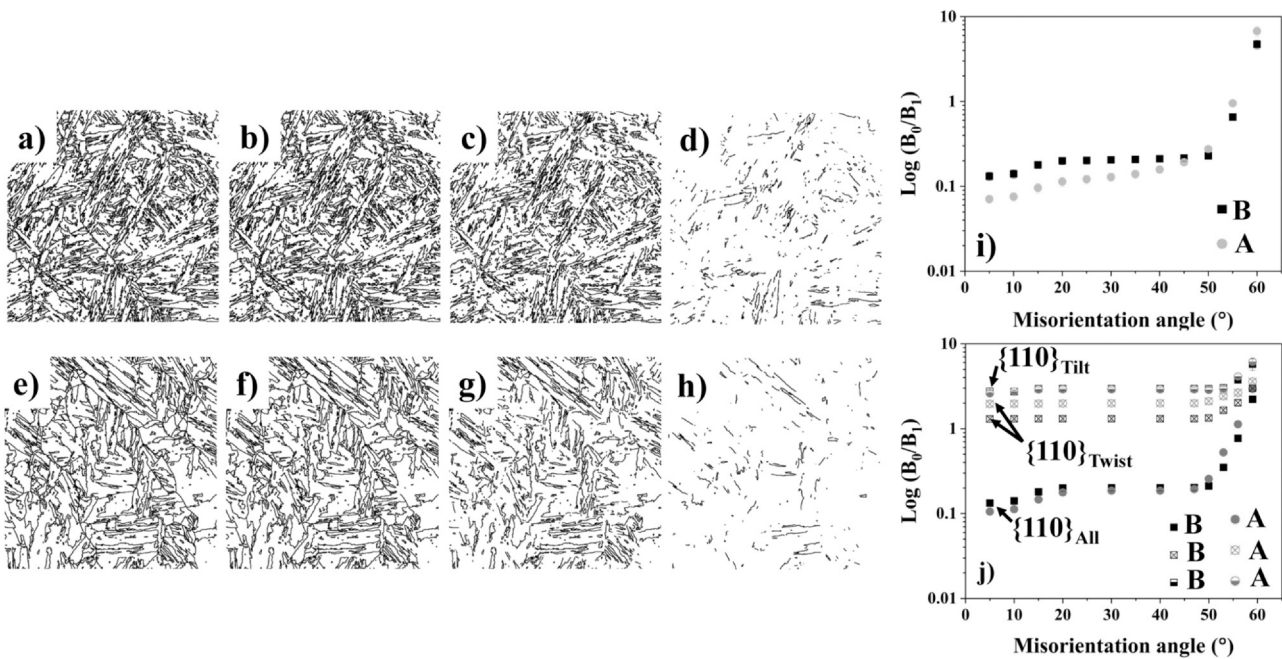 a)
b)
c)
d)
e)
f)
g)
h)
Log (B0/B1)
10
1
0.1
0.01
B
A
i)
0 10 20 30 40 50 60
Misorientation angle (°)
Log (B0/B1)
10
1
0.1
0.01
{110}Tilt
{110}Twist
{110}All
B A
B A
B A
j)
0 10 20 30 40 50 60
Misorientation angle (°)